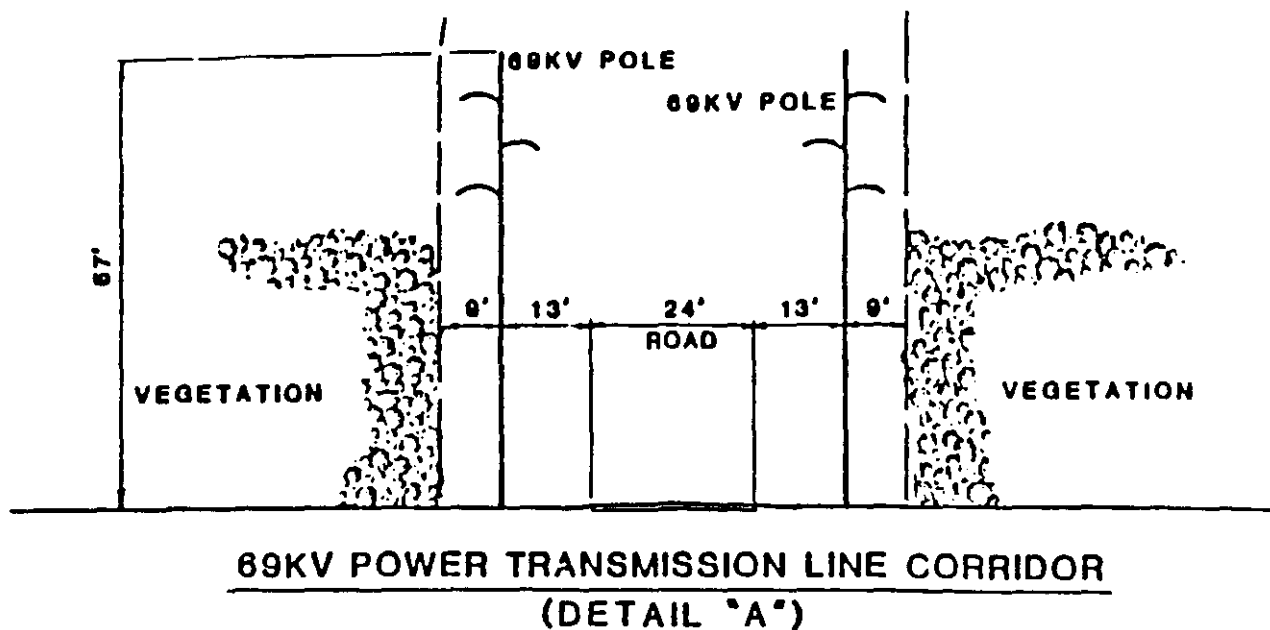 69KV POLE
69KV POLE
67'
9' 13' 24' 13' 9'
ROAD
VEGETATION
VEGETATION
69KV POWER TRANSMISSION LINE CORRIDOR
(DETAIL "A")